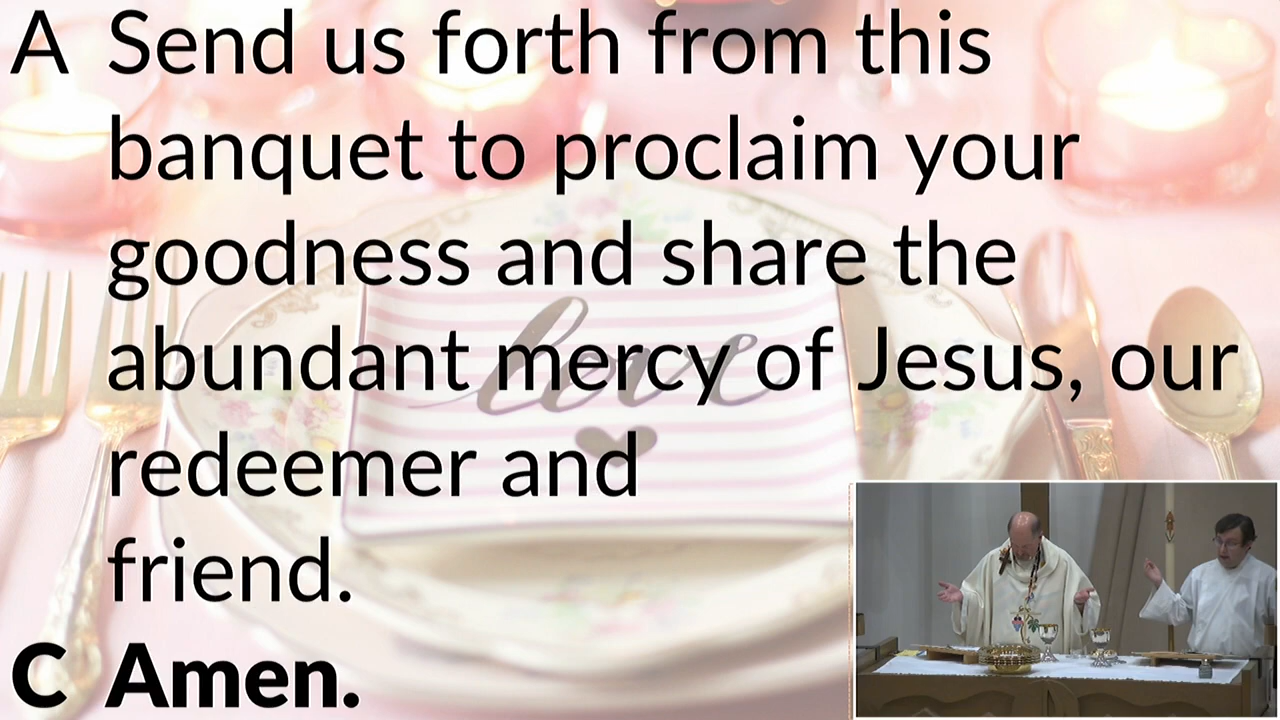 A Send us forth from this
banquet to proclaim your
goodness and share the
abundant mercy of Jesus, our
redeemer and
friend.
C Amen.
love